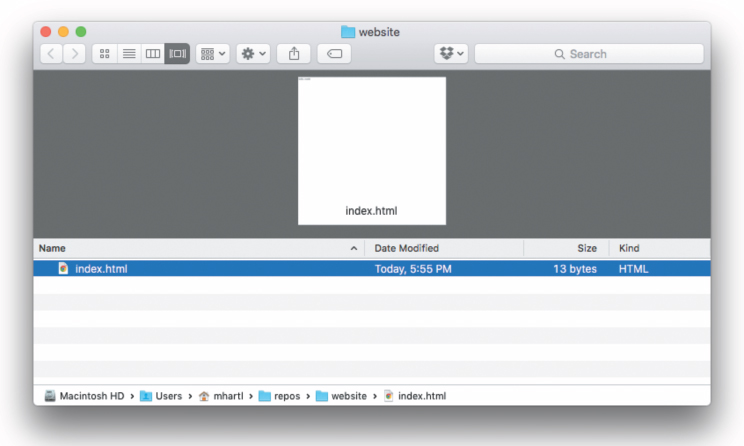 website
Search
index.html
Name Date Modified Size Kind
index.html Today, 5:55 PM 13 bytes HTML
Macintosh HD › Users › mhartl › repos › website › index.html